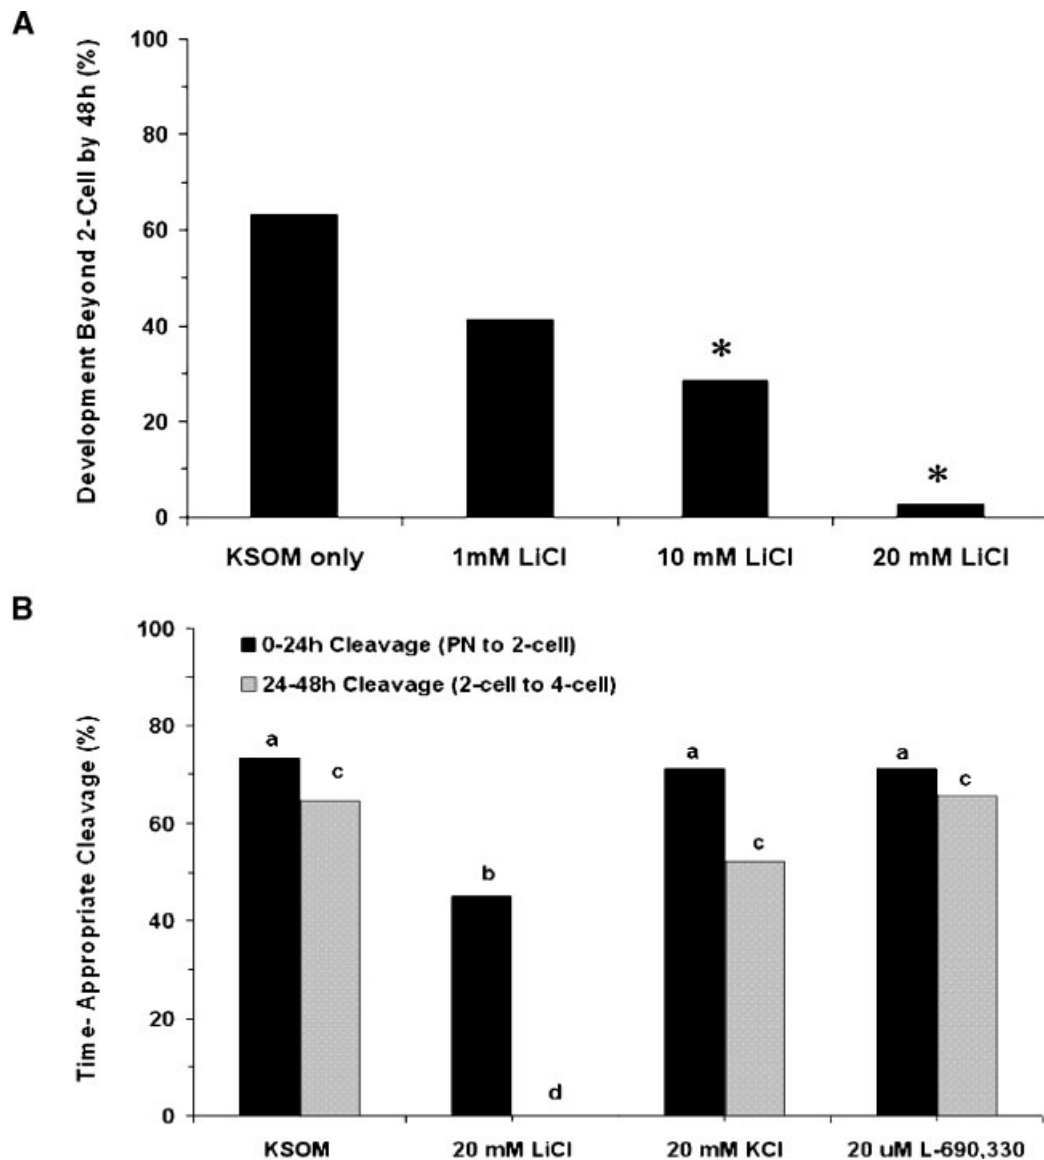 A
Development Beyond 2-Cell by 48h (%)
100
80
60
40
20
0
*
*
KSOM only 1mM LiCl 10 mM LiCl 20 mM LiCl
B
Time- Appropriate Cleavage (%)
100
80
60
40
20
0
0-24h Cleavage (PN to 2-cell)
24-48h Cleavage (2-cell to 4-cell)
a c b d a c a c
KSOM 20 mM LiCl 20 mM KCl 20 uM L-690,330